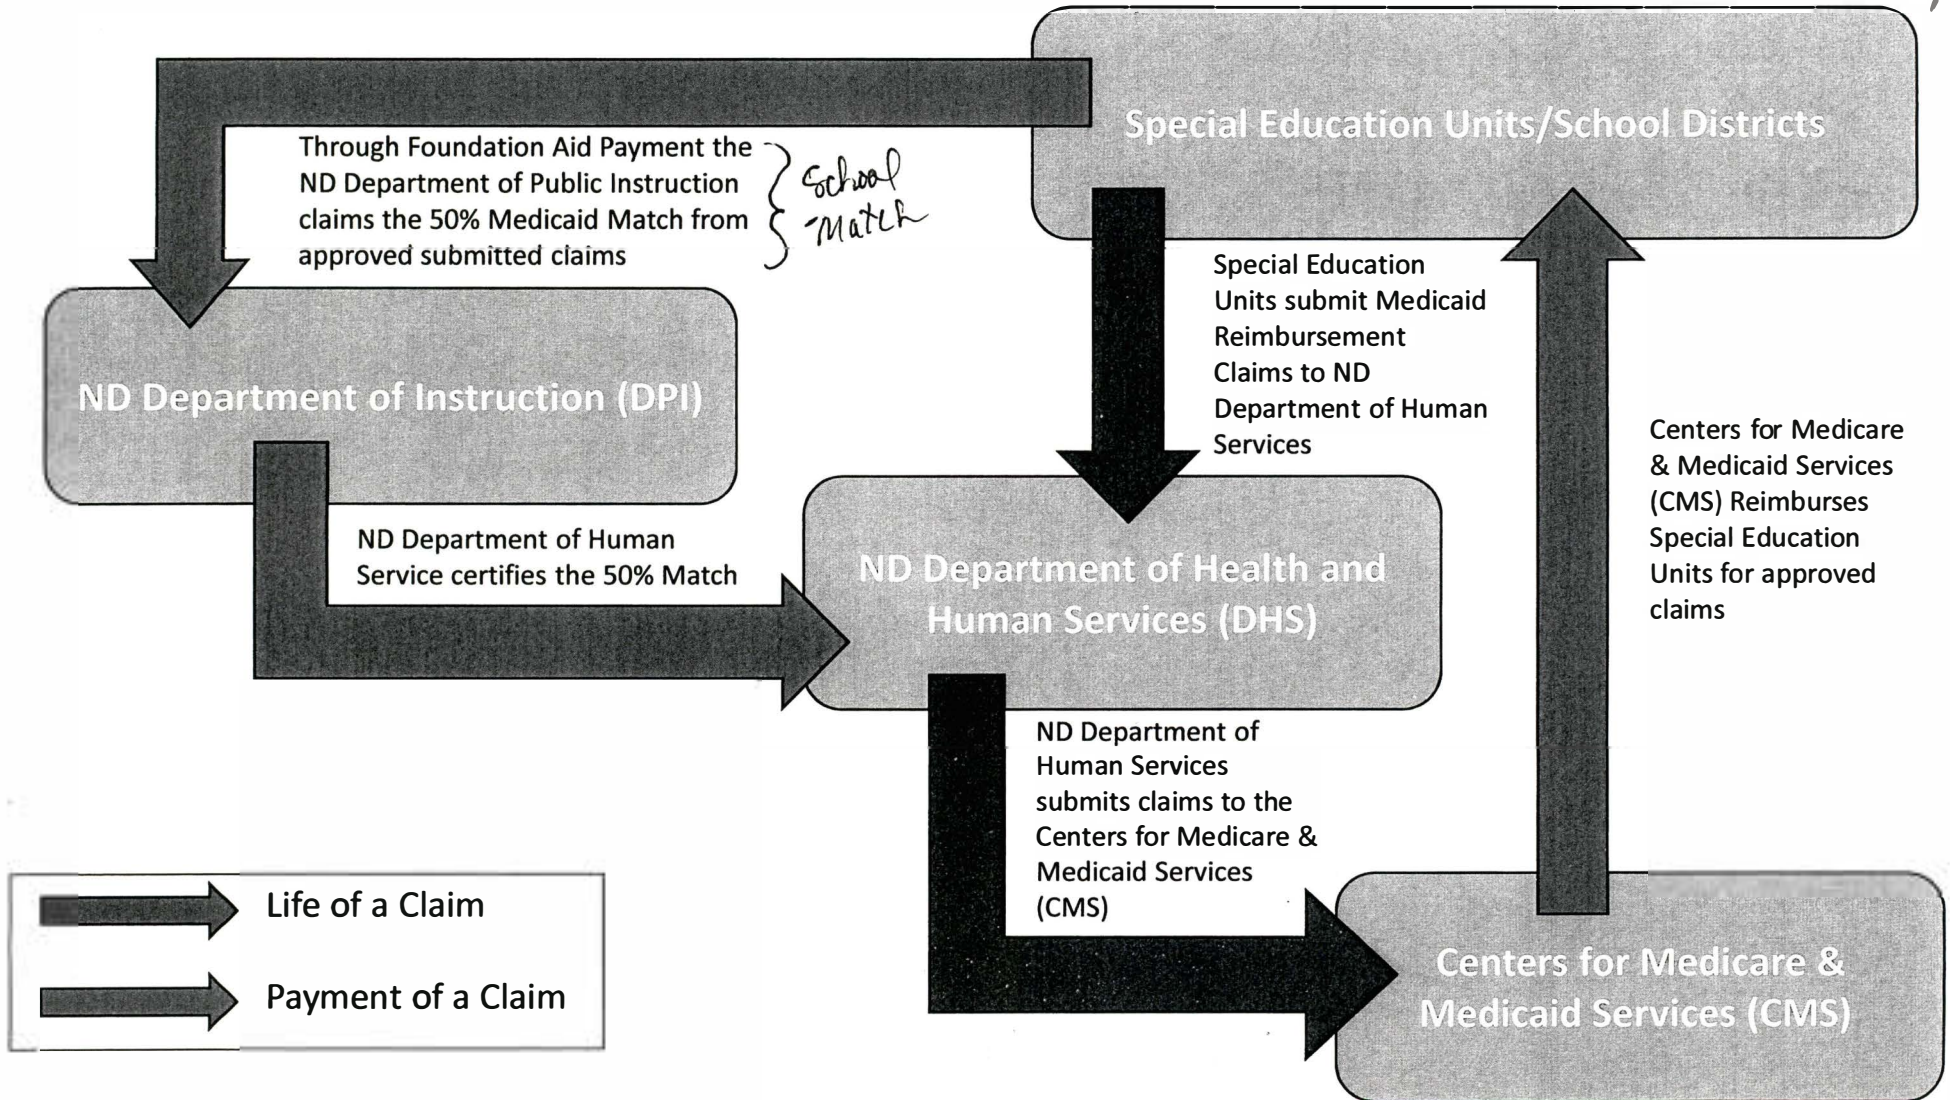 Special Education Units/School Districts
Through Foundation Aid Payment the
ND Department of Public Instruction
claims the 50% Medicaid Match from
approved submitted claims
School
Match
Special Education
Units submit Medicaid
Reimbursement
Claims to ND
Department of Human
Services
ND Department of Instruction (DPI)
Centers for Medicare
& Medicaid Services
(CMS) Reimburses
Special Education
Units for approved
claims
ND Department of Human
Service certifies the 50% Match
ND Department of Health and
Human Services (DHS)
ND Department of
Human Services
submits claims to the
Centers for Medicare &
Medicaid Services
(CMS)
Life of a Claim
Payment of a Claim
Centers for Medicare &
Medicaid Services (CMS)